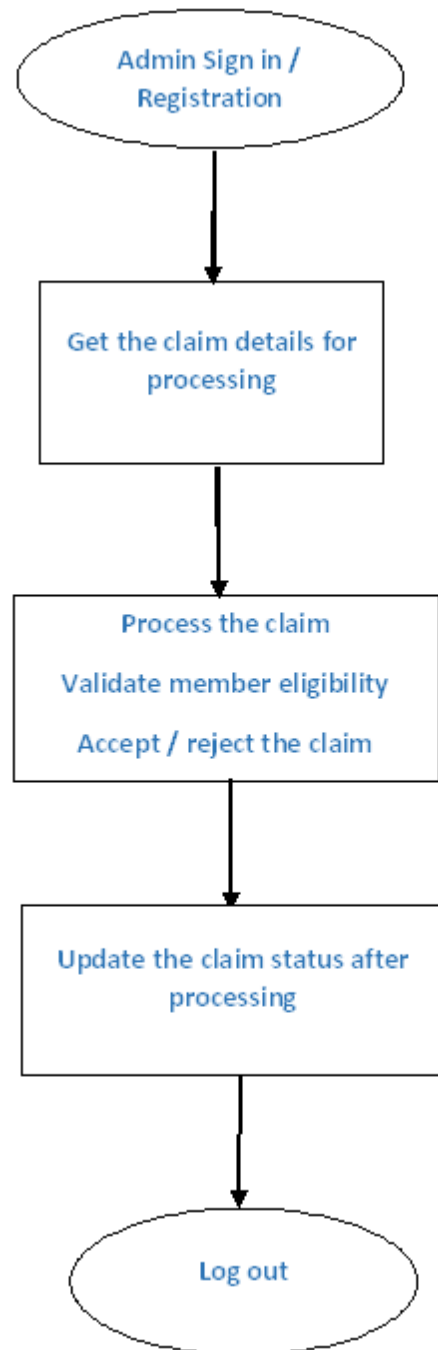 Admin Sign in /
Registration
Get the claim details for
processing
Process the claim
Validate member eligibility
Accept / reject the claim
Update the claim status after
processing
Log out